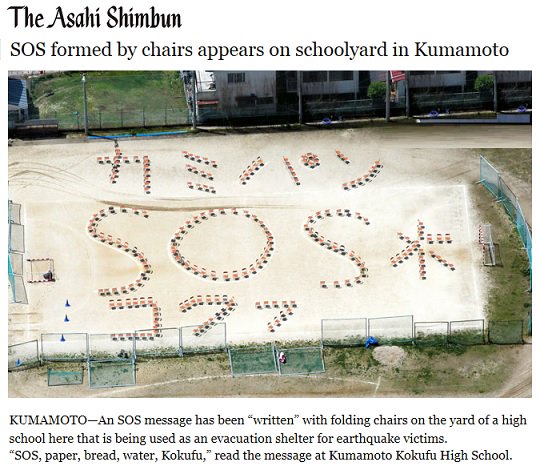 The Asahi Shimbun
SOS formed by chairs appears on schoolyard in Kumamoto
カミパン
SOS水
コクフ
KUMAMOTO—An SOS message has been “written” with folding chairs on the yard of a high
school here that is being used as an evacuation shelter for earthquake victims.
“SOS, paper, bread, water, Kokufu,” read the message at Kumamoto Kokufu High School.